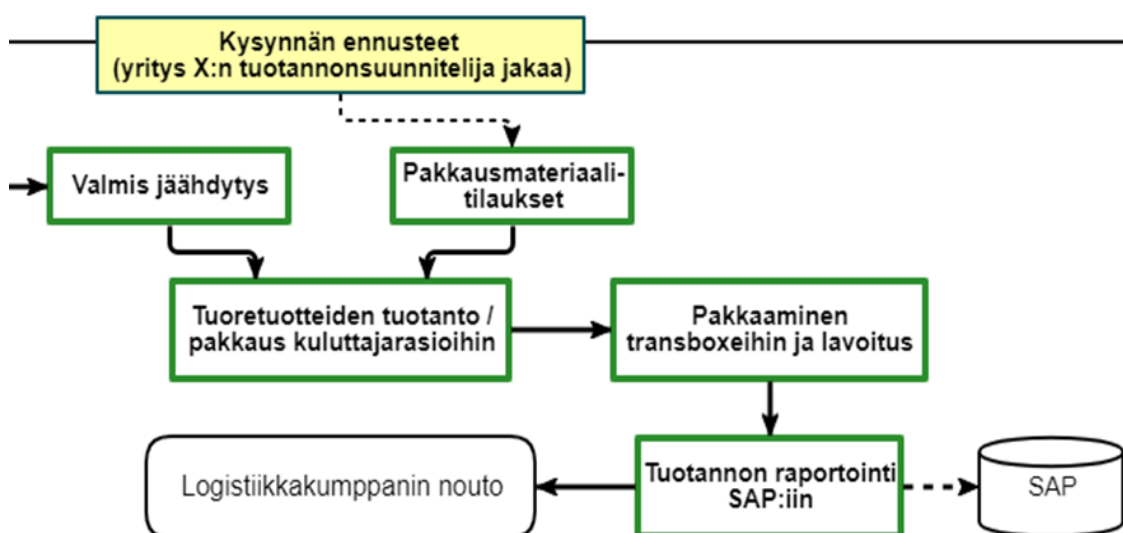 Kysynnän ennusteet
(yritys X:n tuotannonsuunnitelija jakaa)
Valmis jäähdytys
Pakkausmateriaali-
tilaukset
Tuoretuotteiden tuotanto /
pakkaus kuluttajarasioihin
Pakkaaminen
transboxeihin ja lavoitus
Logistiikkakumppanin nouto
Tuotannon raportointi
SAP:iin
SAP